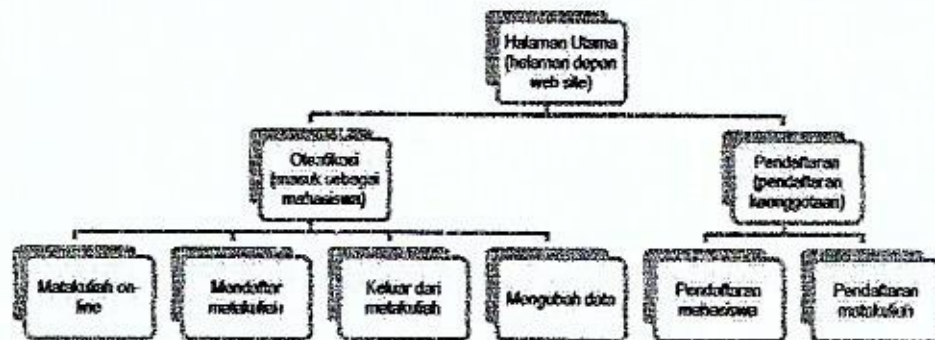 Halaman Utama
(halaman depan
web site)
Otentikasi
(masuk sebagai
mahasiswa)
Pendaftaran
(pendaftaran
keanggotaan)
Matakuliah on-
line
Mendaftar
matakuliah
Keluar dari
matakuliah
Mengubah data
Pendaftaran
mahasiswa
Pendaftaran
matakuliah